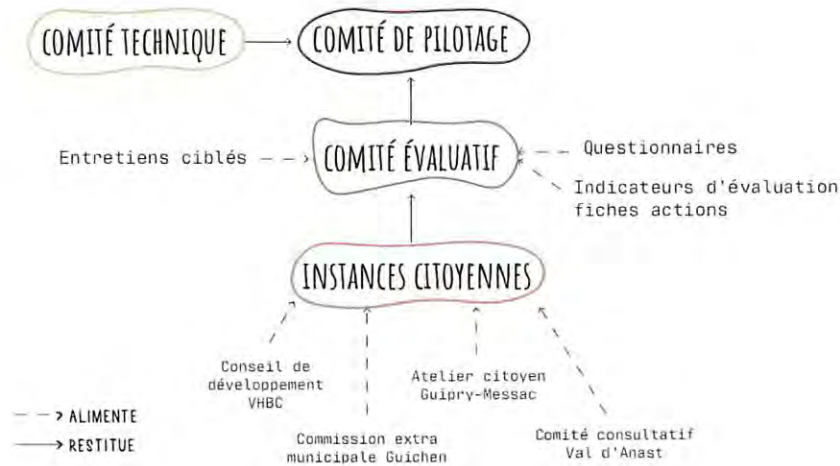 COMITÉ TECHNIQUE
COMITÉ DE PILOTAGE
Entretiens ciblés
COMITÉ ÉVALUATIF
Questionnaires
Indicateurs d'évaluation
fiches actions
INSTANCES CITOYENNES
Conseil de
développement
VHBC
Atelier citoyen
Guipry-Messac
Commission extra
municipale Guichen
Comité consultatif
Val d'Anast
ALIMENTE
RESTITUE